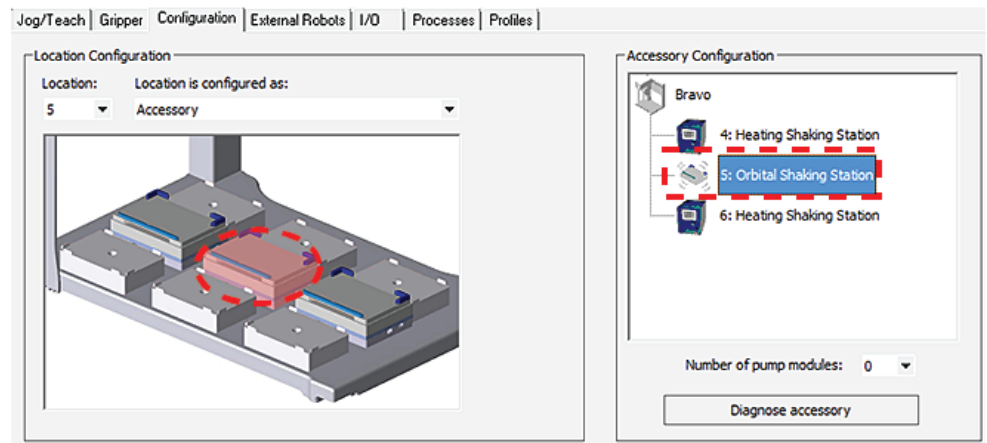 Jog/Teach Gripper Configuration External Robots I/O Processes Profiles
Location Configuration
Location: Location is configured as:
5 Accessory
Accessory Configuration
Bravo
4: Heating Shaking Station
5: Orbital Shaking Station
6: Heating Shaking Station
Number of pump modules: 0
Diagnose accessory